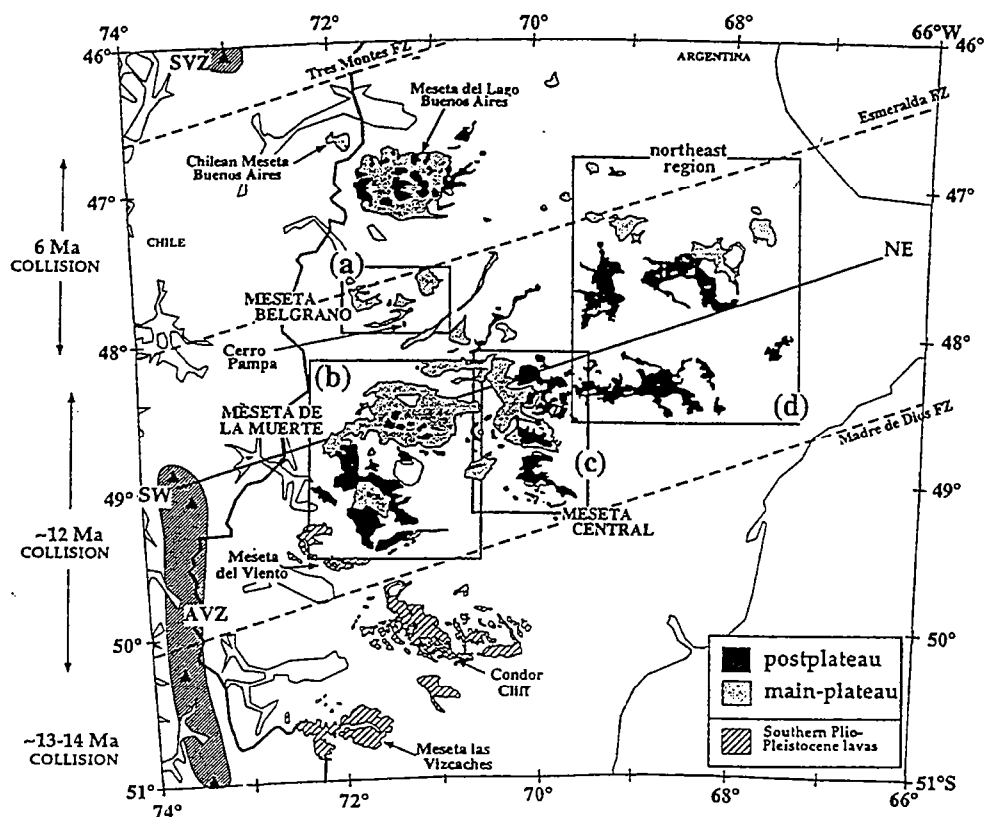 74° 72° 70° 68° 66°W
46° 46°
SVZ
Tres Montes FZ
ARGENTINA
Meseta del Lago
Buenos Aires
Esmeralda FZ
Chilean Meseta
Buenos Aires
northeast
region
47° 47°
6 Ma
COLLISION
CHILE
(a)
NE
MESETA
BELGRANO
48° 48°
Cerro
Pampa
(b)
(d)
MESETA DE
LA MUERTE
Madre de Dios FZ
(c)
SW
49° 49°
MESETA
CENTRAL
~12 Ma
COLLISION
Meseta
del Viento
AVZ
50° 50°
postplateau
main-plateau
Condor
Cliff
Southern Plio-
Pleistocene lavas
~13-14 Ma
COLLISION
Meseta las
Vizcaches
51° 51°S
74° 72° 70° 68° 66°